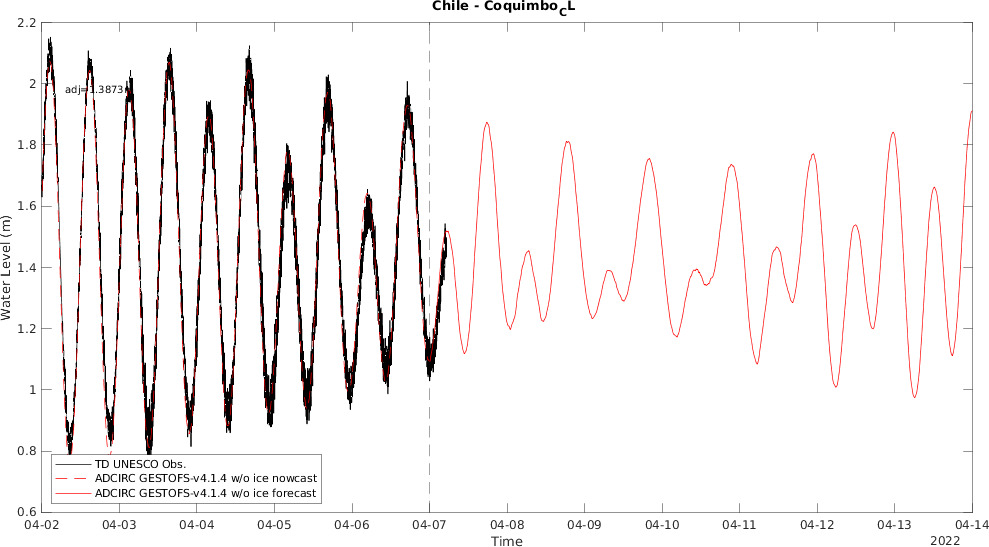 Chile - Coquimbo_CL
2.2
2
1.8
1.6
1.4
1.2
1
0.8
0.6
Water Level (m)
adj=1.3873
TD UNESCO Obs.
ADCIRC GESTOFS-v4.1.4 w/o ice nowcast
ADCIRC GESTOFS-v4.1.4 w/o ice forecast
04-02 04-03 04-04 04-05 04-06 04-07 04-08 04-09 04-10 04-11 04-12 04-13 04-14
Time
2022